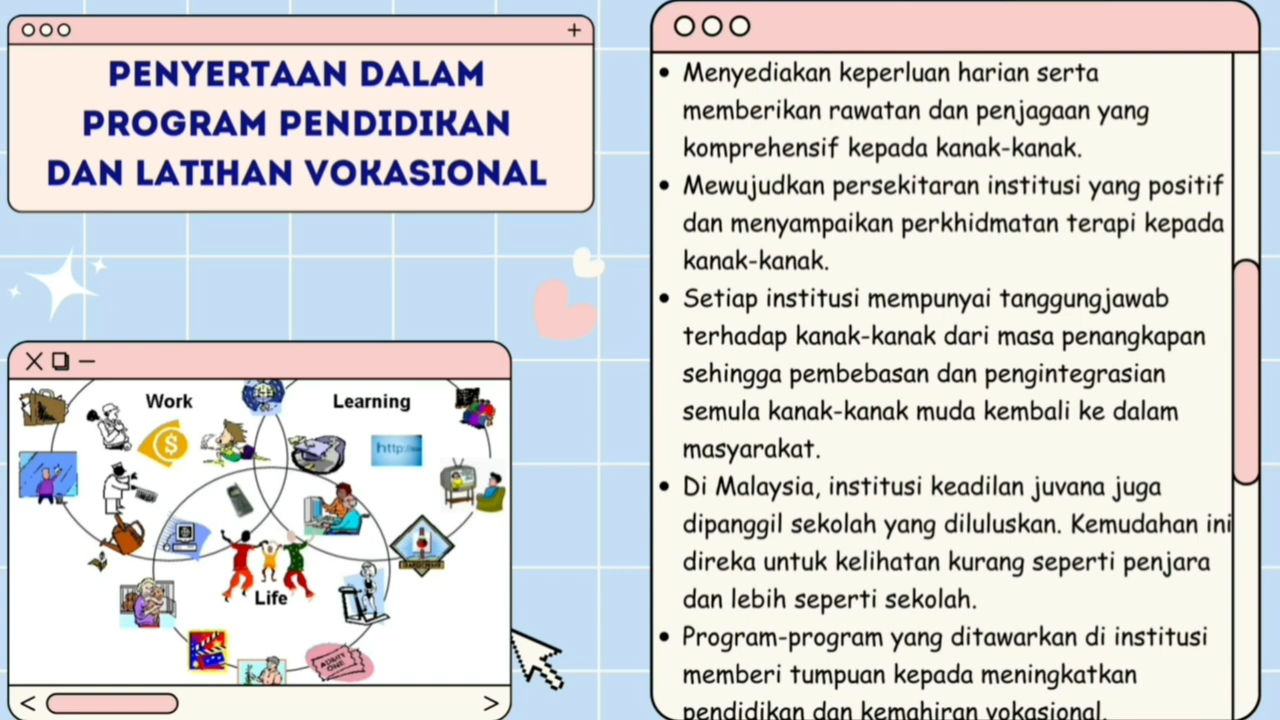 PENYERTAAN DALAM
PROGRAM PENDIDIKAN
DAN LATIHAN VOKASIONAL
Work
Learning
http://
Life
ADMIT
ONE
• Menyediakan keperluan harian serta
memberikan rawatan dan penjagaan yang
komprehensif kepada kanak-kanak.
• Mewujudkan persekitaran institusi yang positif
dan menyampaikan perkhidmatan terapi kepada
kanak-kanak.
• Setiap institusi mempunyai tanggungjawab
terhadap kanak-kanak dari masa penangkapan
sehingga pembebasan dan pengintegrasian
semula kanak-kanak muda kembali ke dalam
masyarakat.
• Di Malaysia, institusi keadilan juvana juga
dipanggil sekolah yang diluluskan. Kemudahan ini
direka untuk kelihatan kurang seperti penjara
dan lebih seperti sekolah.
• Program-program yang ditawarkan di institusi
memberi tumpuan kepada meningkatkan
pendidikan dan kemahiran vokasional.